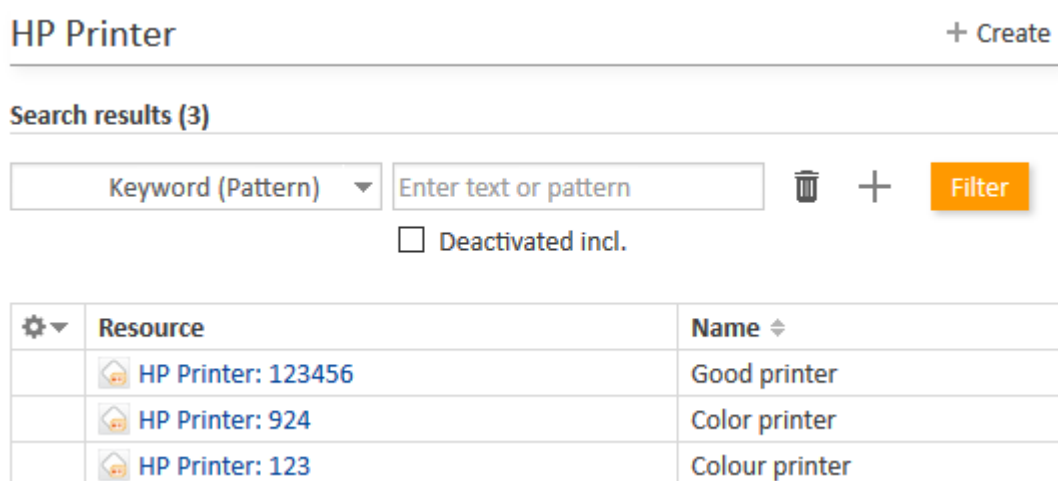 HP Printer + Create
Search results (3)
Keyword (Pattern) Enter text or pattern Filter
Deactivated incl.
Resource Name
HP Printer: 123456 Good printer
HP Printer: 924 Color printer
HP Printer: 123 Colour printer